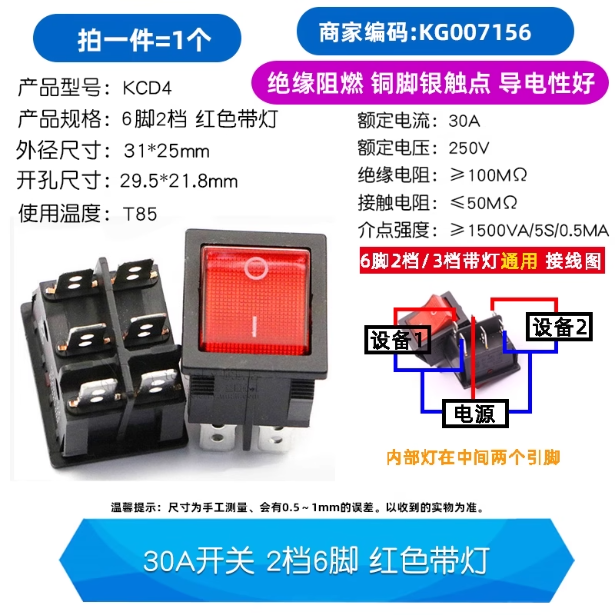 拍一件=1个
商家编码:KG007156
产品型号: KCD4
产品规格: 6脚2档 红色带灯
外径尺寸: 31*25mm
开孔尺寸: 29.5*21.8mm
使用温度: T85
绝缘阻燃 铜脚银触点 导电性好
额定电流: 30A
额定电压: 250V
绝缘电阻: ≥100MΩ
接触电阻: ≤50MΩ
介点强度: ≥1500VA/5S/0.5MA
6脚2档/3档带灯通用 接线图
设备1
设备2
电源
内部灯在中间两个引脚
温馨提示: 尺寸为手工测量、会有0.5~1mm的误差。以收到的实物为准。
30A开关 2档6脚 红色带灯